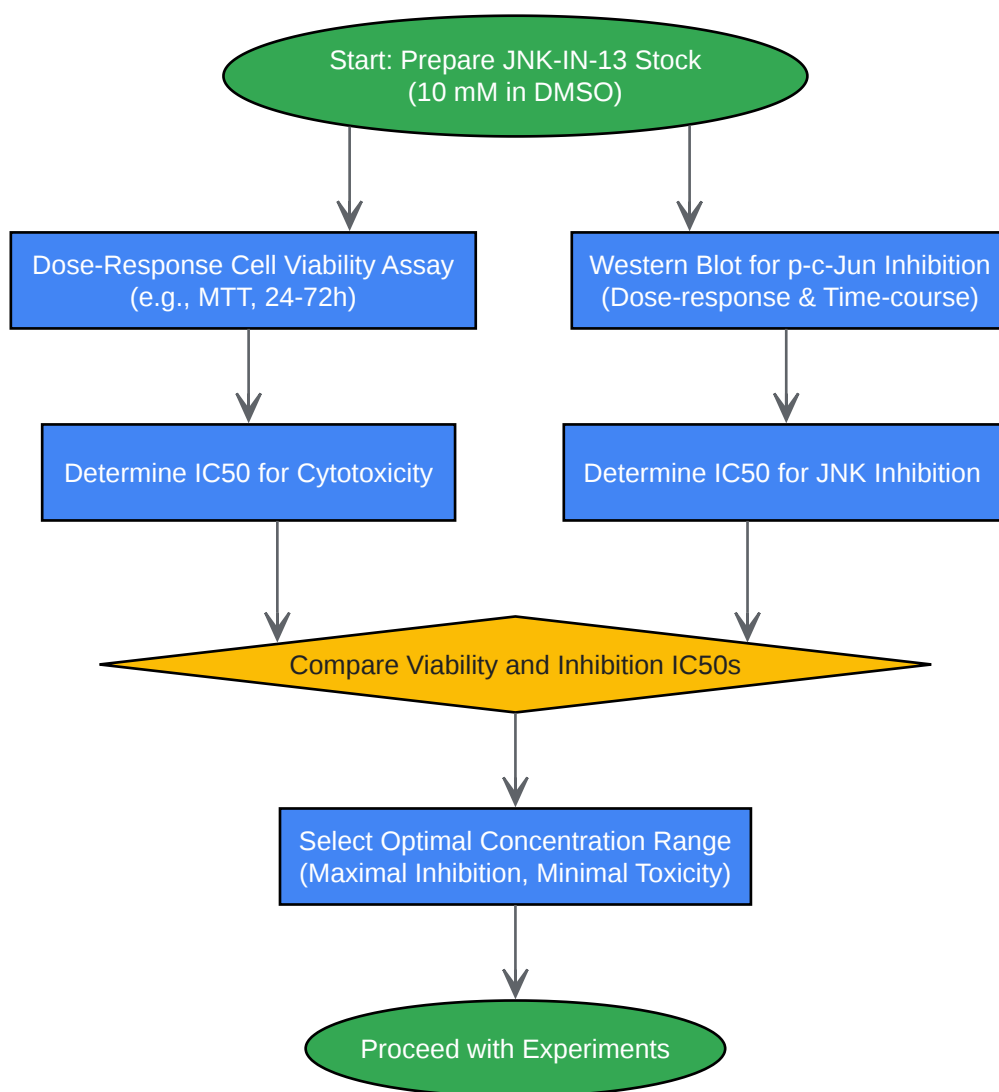 Start: Prepare JNK-IN-13 Stock
(10 mM in DMSO)
Dose-Response Cell Viability Assay
(e.g., MTT, 24-72h)
Western Blot for p-c-Jun Inhibition
(Dose-response & Time-course)
Determine IC50 for Cytotoxicity
Determine IC50 for JNK Inhibition
Compare Viability and Inhibition IC50s
Select Optimal Concentration Range
(Maximal Inhibition, Minimal Toxicity)
Proceed with Experiments